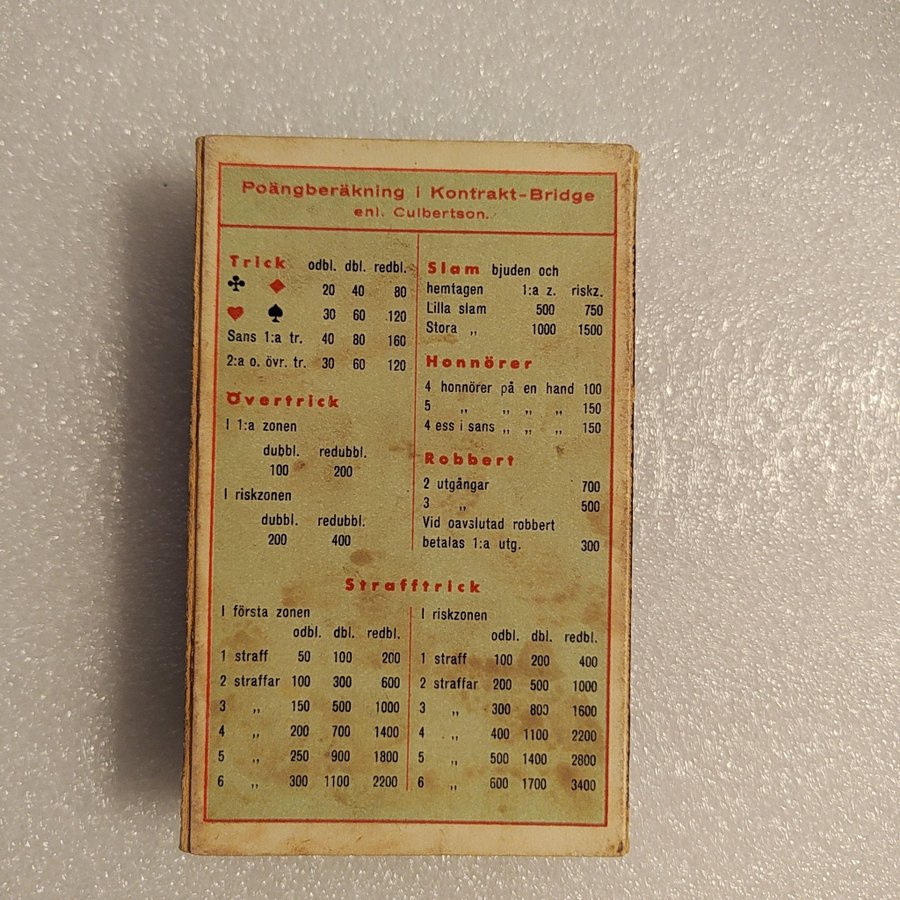 Poängberäkning i Kontrakt-Bridge
enl. Culbertson.
Trick odbl. dbl. redbl.
♣ ♦ 20 40 80
♥ ♠ 30 60 120
Sans 1:a tr. 40 80 160
2:a o. övr. tr. 30 60 120
Övertrick
I 1:a zonen
dubbl. redubbl.
100 200
I riskzonen
dubbl. redubbl.
200 400
Slam bjuden och
hemtagen 1:a z. riskz.
Lilla slam 500 750
Stora „ 1000 1500
Honnörer
4 honnörer på en hand 100
5 „ „ „ „ 150
4 ess i sans „ „ „ 150
Robbert
2 utgångar 700
3 „ 500
Vid oavslutad robbert
betalas 1:a utg. 300
Strafftrick
I första zonen
odbl. dbl. redbl.
1 straff 50 100 200
2 straffar 100 300 600
3 „ 150 500 1000
4 „ 200 700 1400
5 „ 250 900 1800
6 „ 300 1100 2200
I riskzonen
odbl. dbl. redbl.
1 straff 100 200 400
2 straffar 200 500 1000
3 „ 300 800 1600
4 „ 400 1100 2200
5 „ 500 1400 2800
6 „ 600 1700 3400